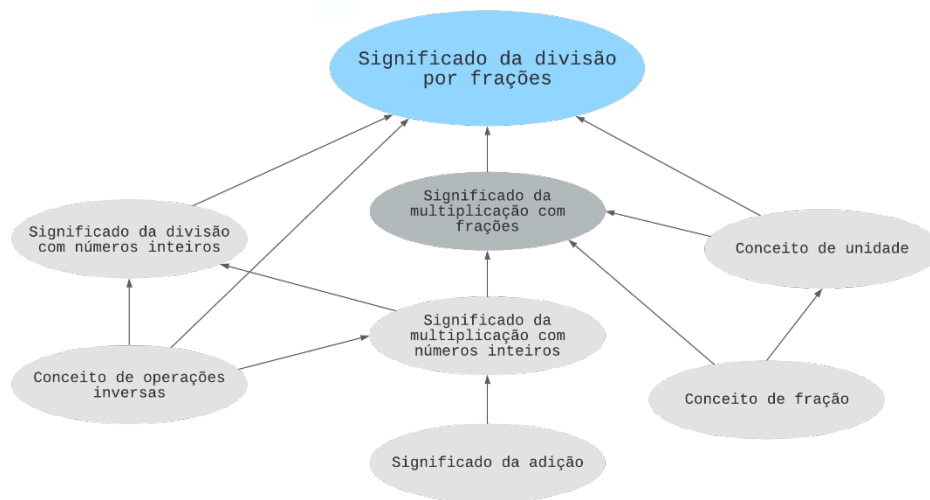 Significado da divisão
por frações
Significado da
multiplicação com
frações
Significado da divisão
com números inteiros
Conceito de unidade
Significado da
multiplicação com
números inteiros
Conceito de operações
inversas
Conceito de fração
Significado da adição